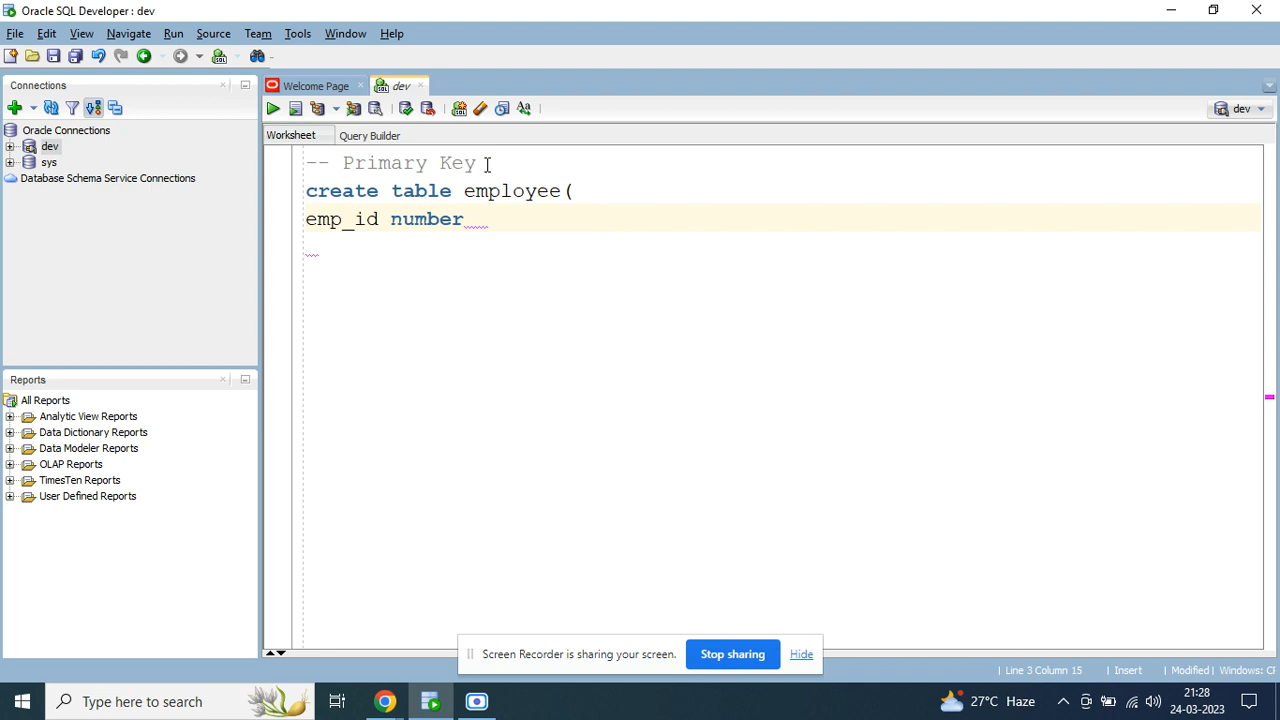 Oracle SQL Developer : dev
File Edit View Navigate Run Source Team Tools Window Help
Connections
Welcome Page
dev
dev
Oracle Connections
dev
sys
Database Schema Service Connections
Worksheet
Query Builder
-- Primary Key
create table employee(
emp_id number
Reports
All Reports
Analytic View Reports
Data Dictionary Reports
Data Modeler Reports
OLAP Reports
TimesTen Reports
User Defined Reports
Screen Recorder is sharing your screen.
Stop sharing
Hide
Line 3 Column 15
Insert
Modified
Windows: CF
Type here to search
27°C Haze
21:28
24-03-2023